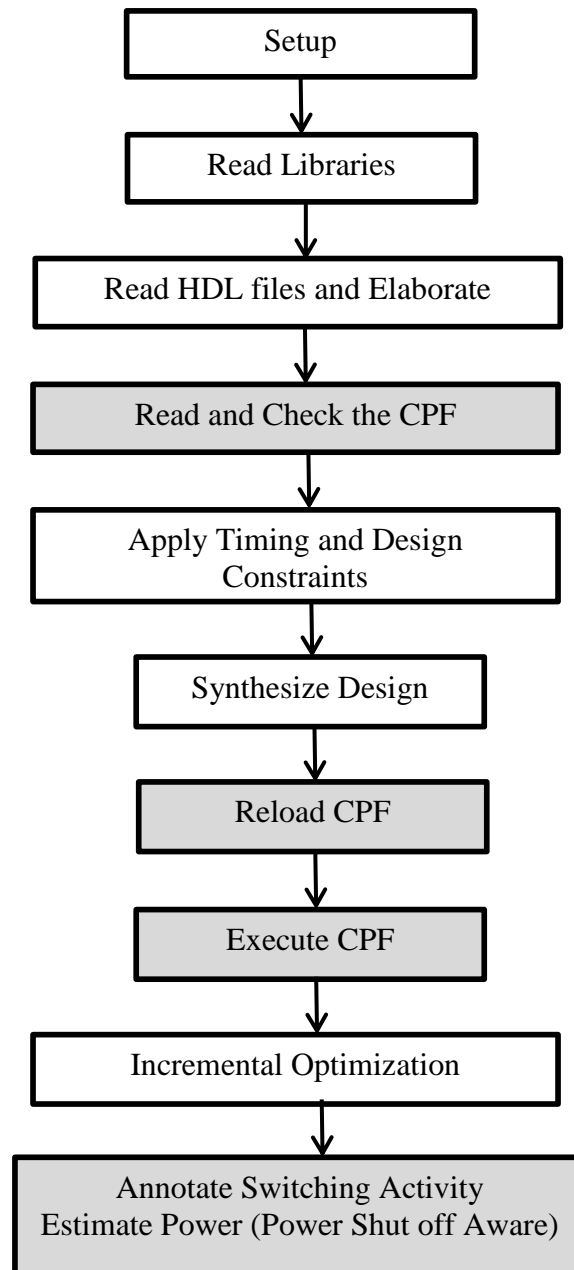 Setup
Read Libraries
Read HDL files and Elaborate
Read and Check the CPF
Apply Timing and Design
Constraints
Synthesize Design
Reload CPF
Execute CPF
Incremental Optimization
Annotate Switching Activity
Estimate Power (Power Shut off Aware)